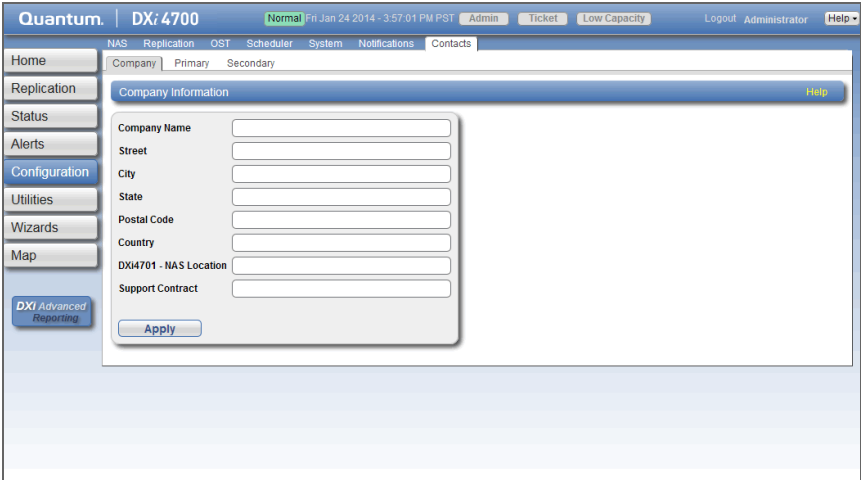 Quantum. DXi 4700 Normal Fri Jan 24 2014 - 3:57:01 PM PST Admin Ticket Low Capacity Logout Administrator Help
NAS Replication OST Scheduler System Notifications Contacts
Company Primary Secondary
Home
Replication
Status
Alerts
Configuration
Utilities
Wizards
Map
DXi Advanced
Reporting
Company Information Help
Company Name
Street
City
State
Postal Code
Country
DXi4701 - NAS Location
Support Contract
Apply